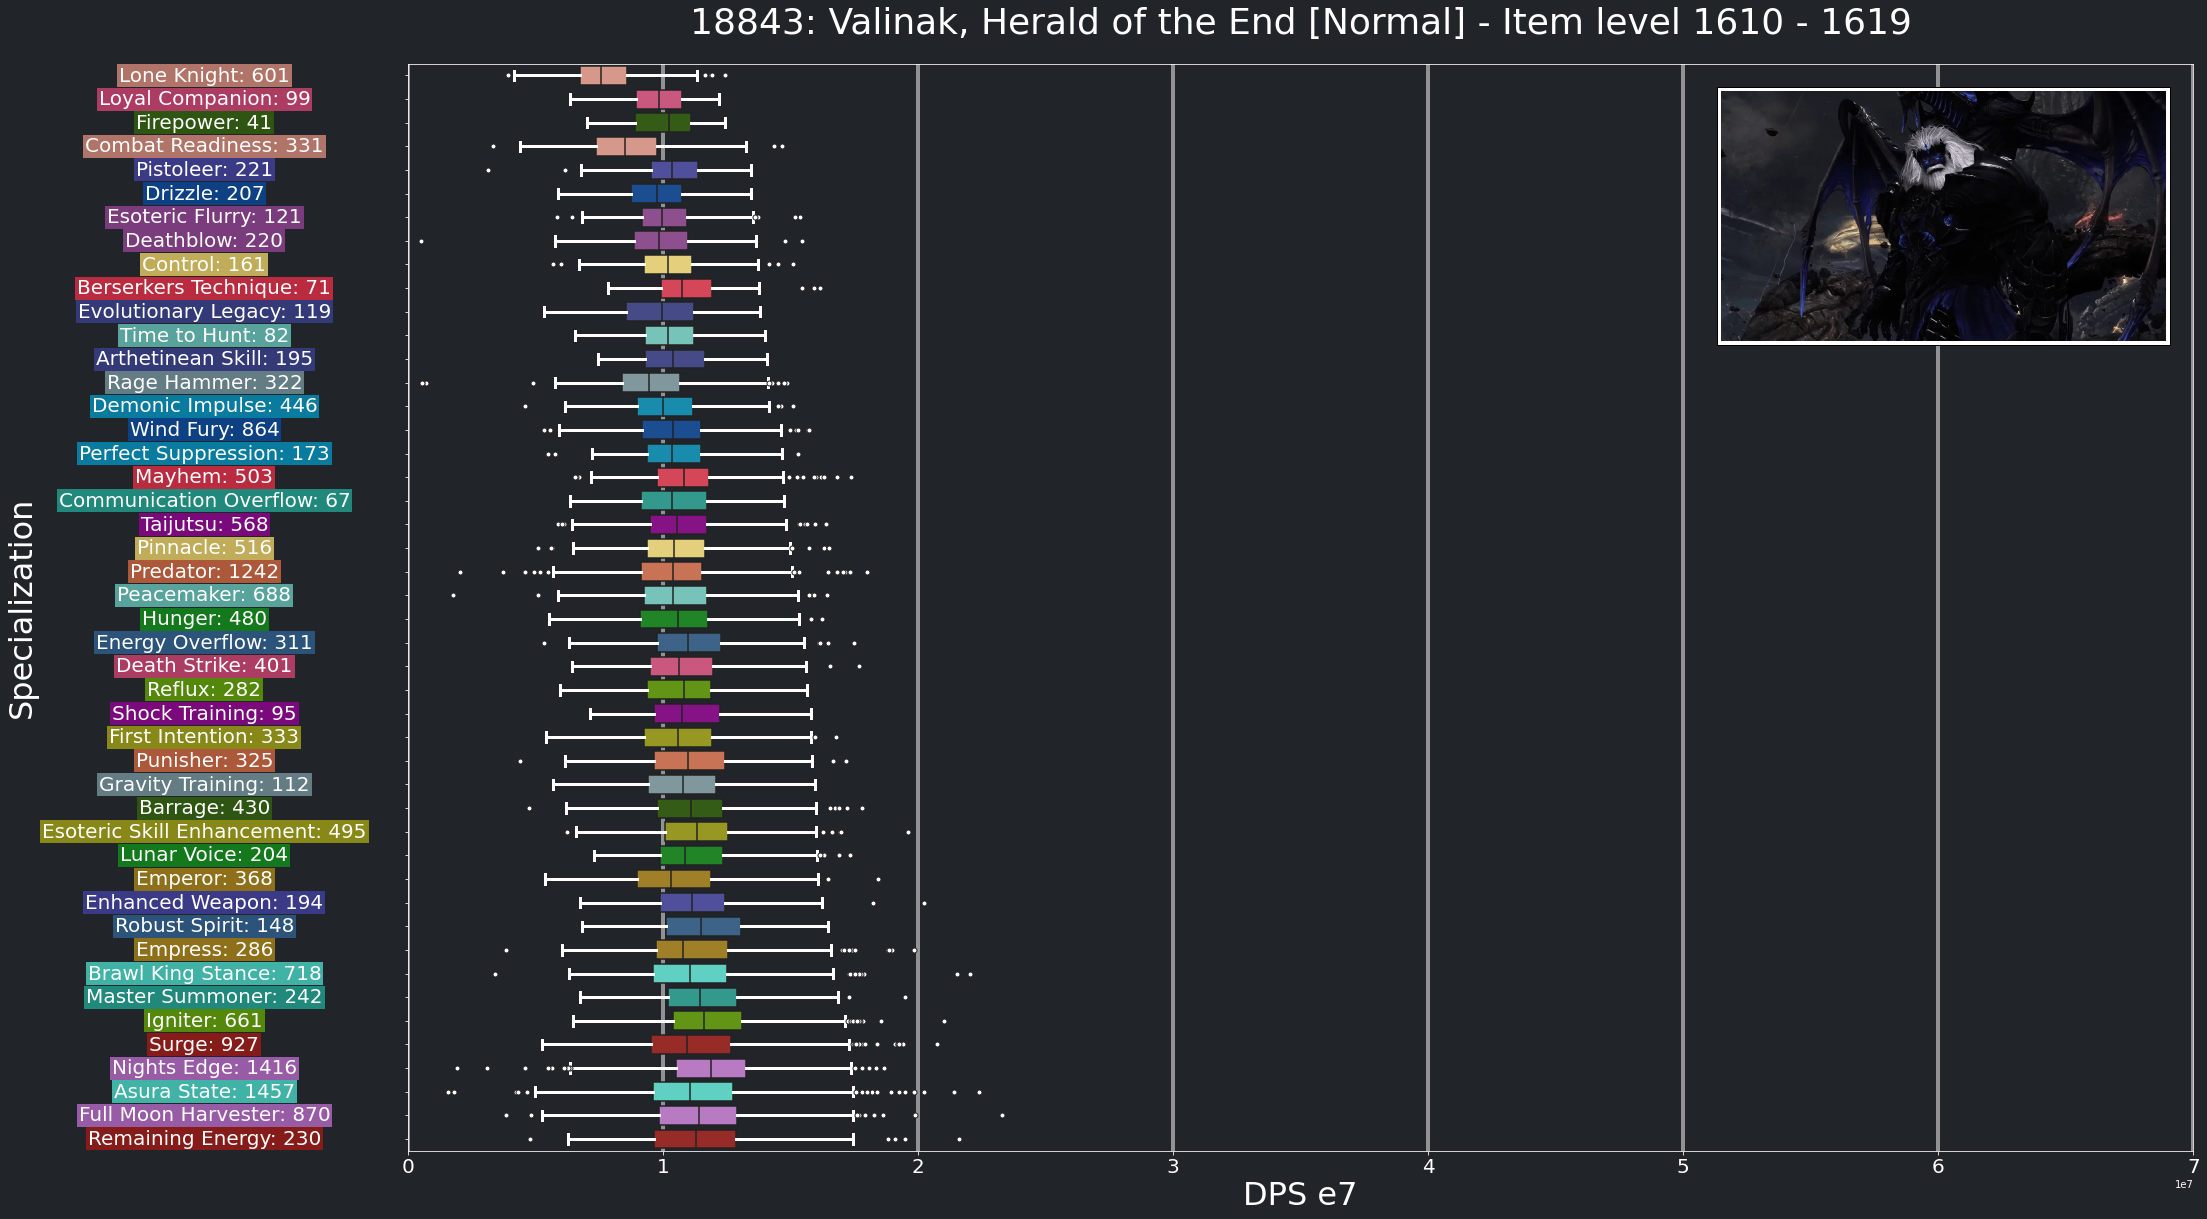 18843: Valinak, Herald of the End [Normal] - Item level 1610 - 1619
Lone Knight: 601
Loyal Companion: 99
Firepower: 41
Combat Readiness: 331
Pistoleer: 221
Drizzle: 207
Esoteric Flurry: 121
Deathblow: 220
Control: 161
Berserkers Technique: 71
Evolutionary Legacy: 119
Time to Hunt: 82
Arthetinean Skill: 195
Rage Hammer: 322
Demonic Impulse: 446
Wind Fury: 864
Perfect Suppression: 173
Mayhem: 503
Communication Overflow: 67
Taijutsu: 568
Pinnacle: 516
Predator: 1242
Peacemaker: 688
Hunger: 480
Energy Overflow: 311
Death Strike: 401
Reflux: 282
Shock Training: 95
First Intention: 333
Punisher: 325
Gravity Training: 112
Barrage: 430
Esoteric Skill Enhancement: 495
Lunar Voice: 204
Emperor: 368
Enhanced Weapon: 194
Robust Spirit: 148
Empress: 286
Brawl King Stance: 718
Master Summoner: 242
Igniter: 661
Surge: 927
Nights Edge: 1416
Asura State: 1457
Full Moon Harvester: 870
Remaining Energy: 230
Specialization
0 1 2 3 4 5 6 7
1e7
DPS e7